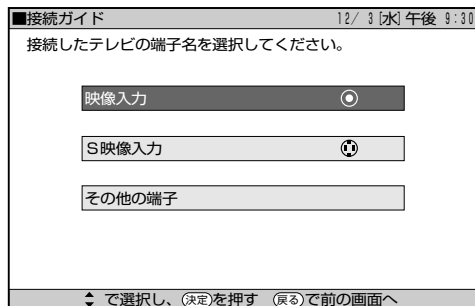 ■接続ガイド 12/ 3[水]午後 9:30
接続したテレビの端子名を選択してください。
映像入力
S映像入力
その他の端子
で選択し、決定を押す 戻るで前の画面へ